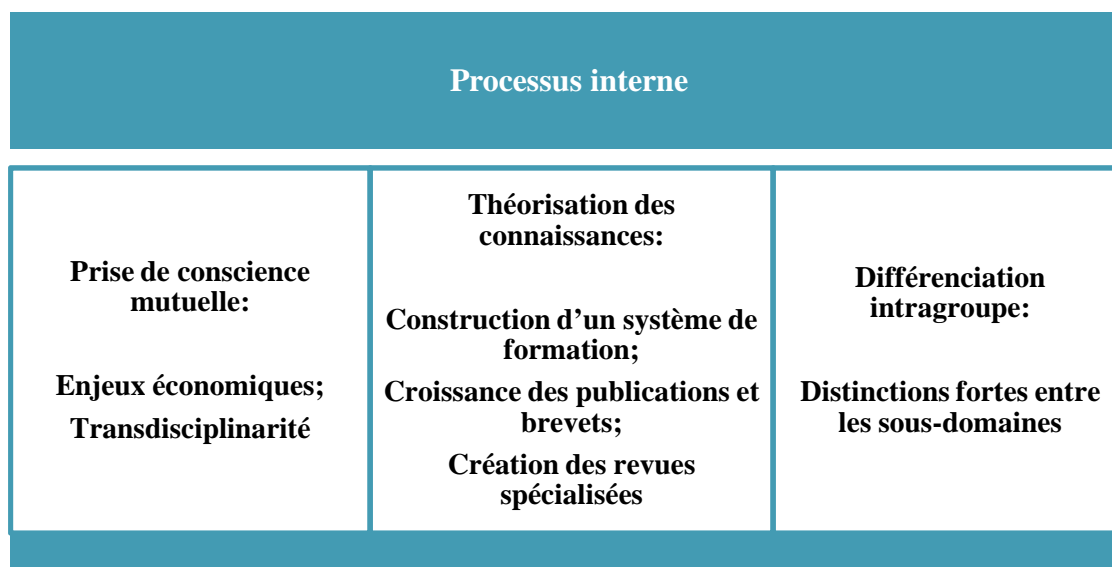 Processus interne
Prise de conscience
mutuelle:
Enjeux économiques;
Transdisciplinarité
Théorisation des
connaissances:
Construction d’un système de
formation;
Croissance des publications et
brevets;
Création des revues
spécialisées
Différenciation
intragroupe:
Distinctions fortes entre
les sous-domaines